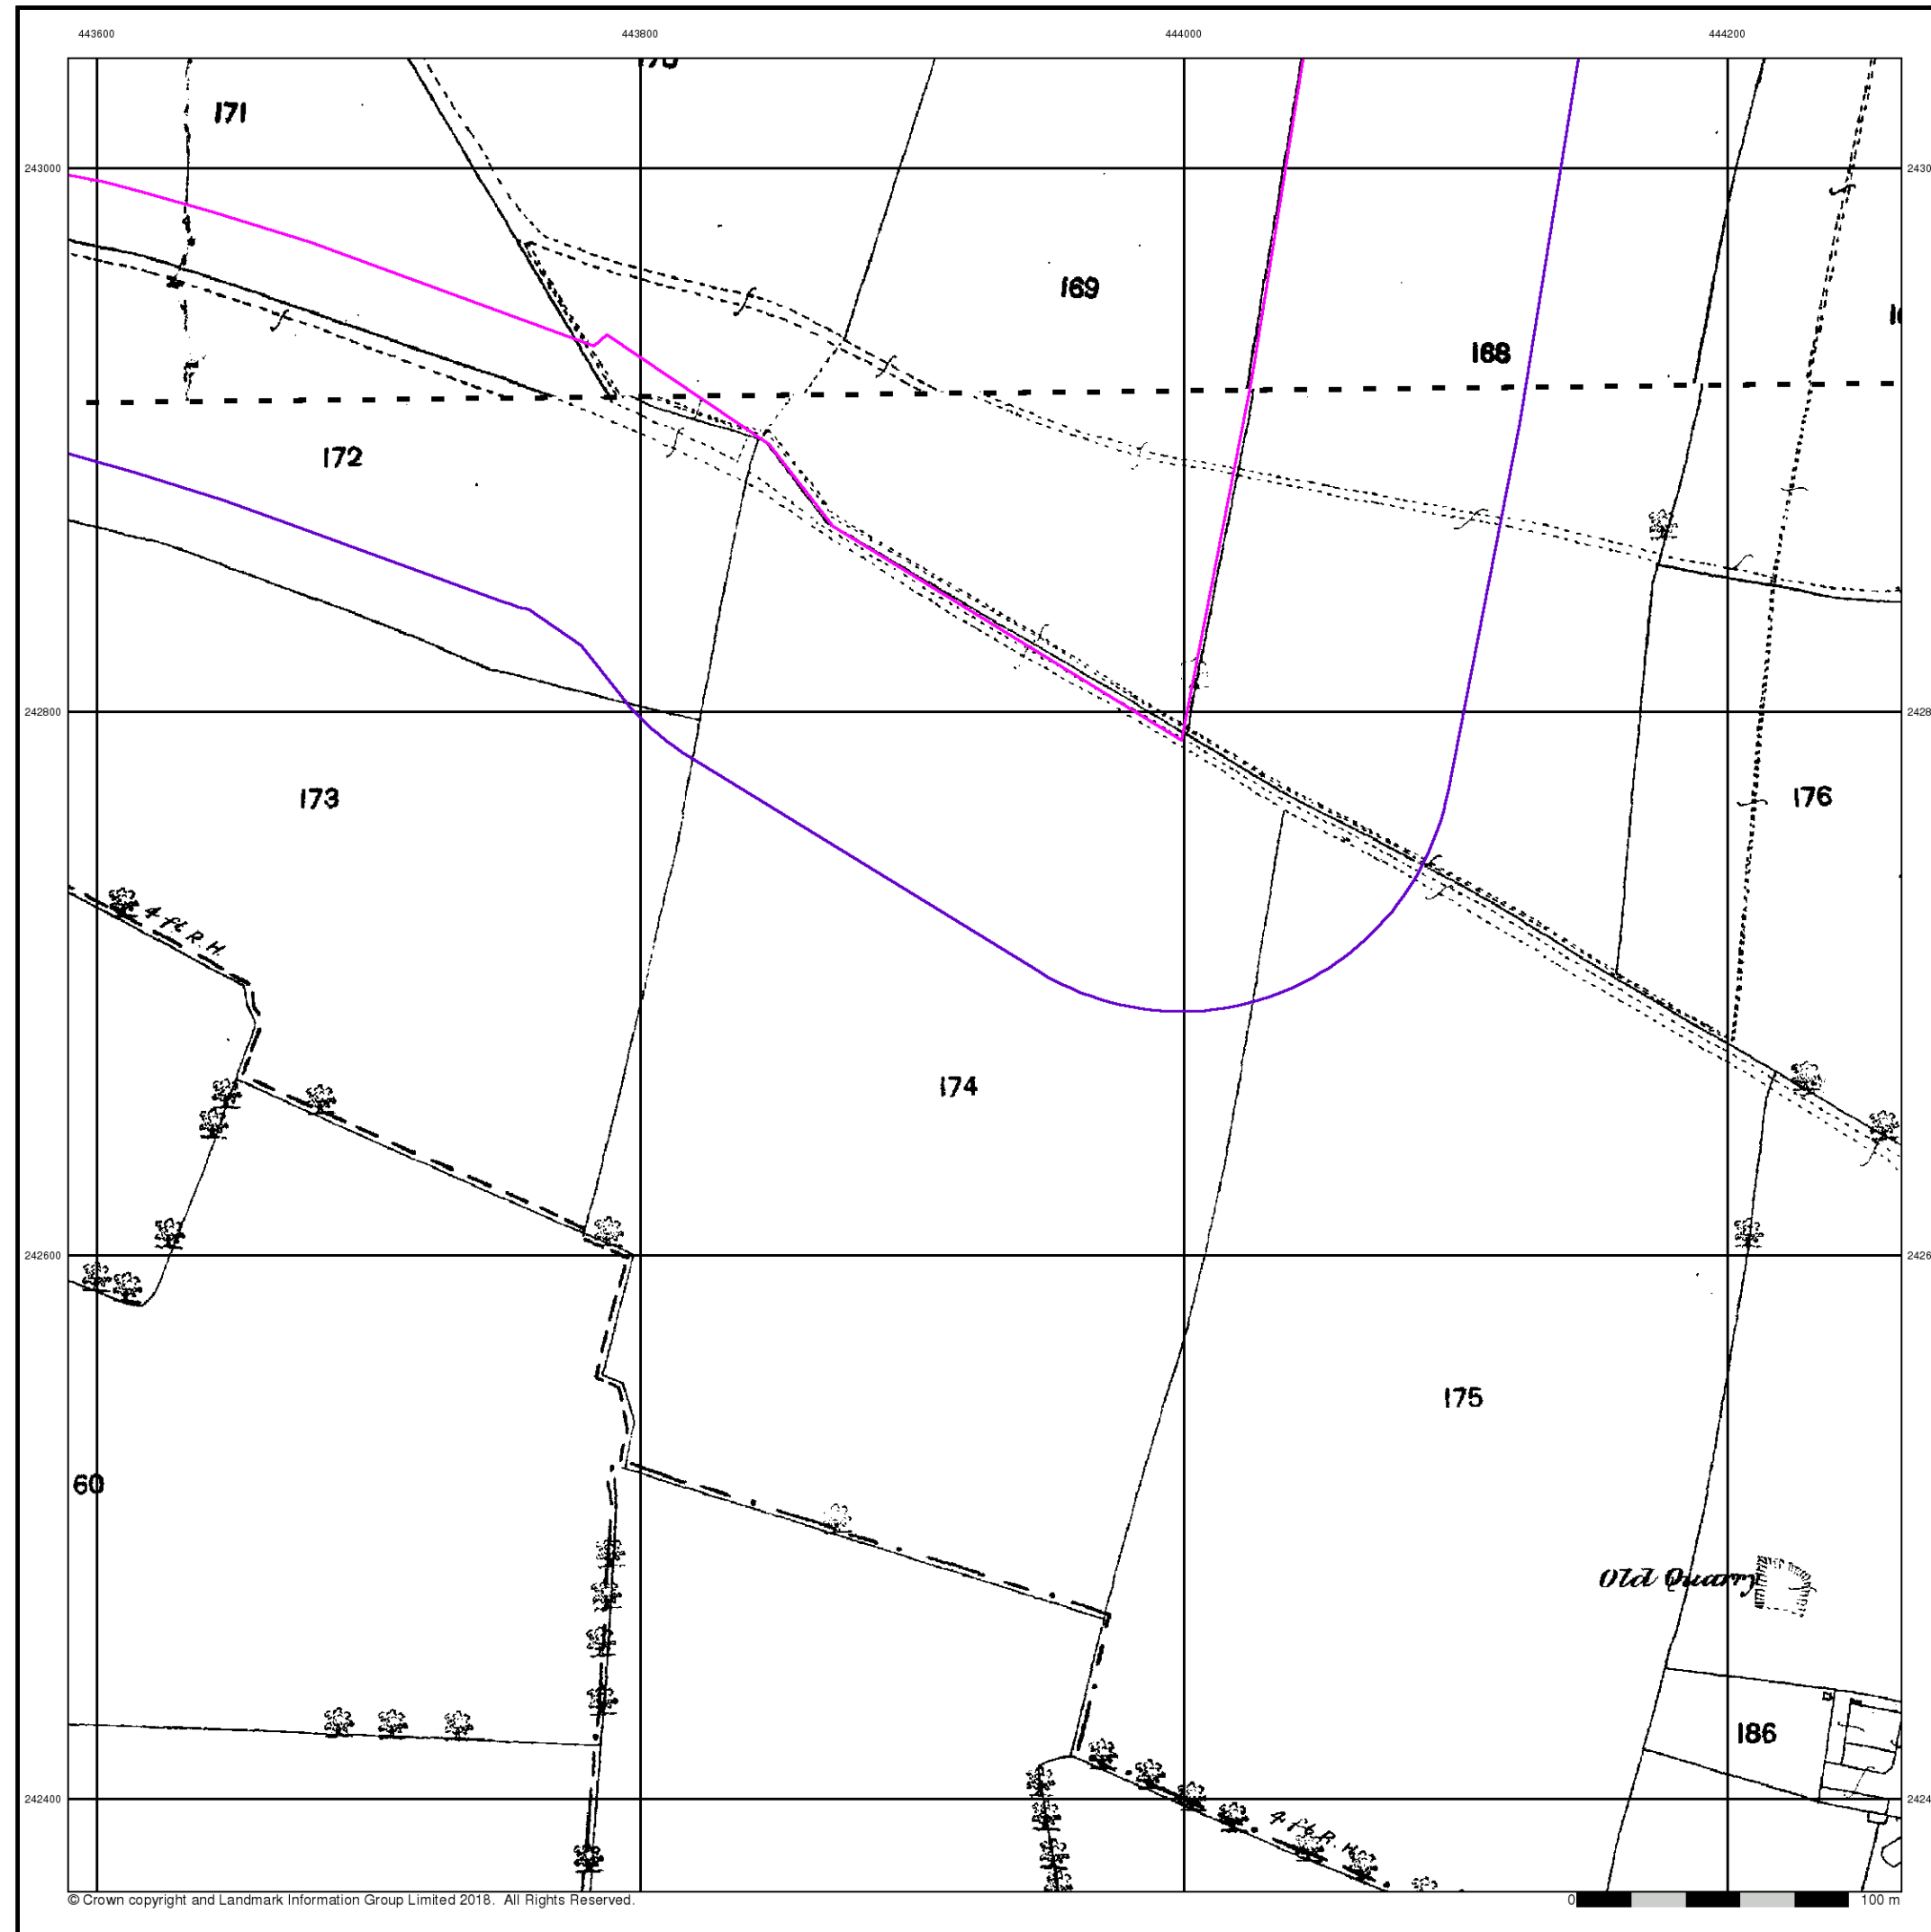 443600 443800 444000 444200
171
243000
169
168
172
242800
173
176
4 ft R.H.
174
242600
175
60
Old Quarry
186
242400
4 ft R.H.
© Crown copyright and Landmark Information Group Limited 2018. All Rights Reserved.
0 100 m